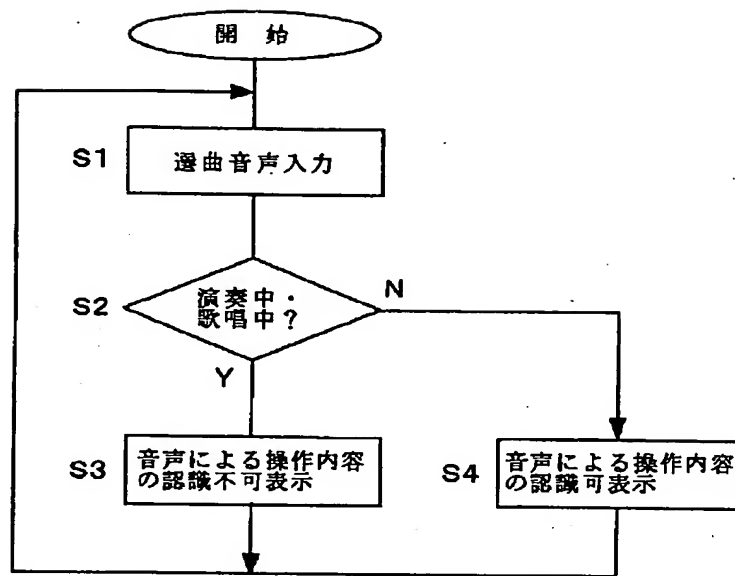 開 始
S1
選曲音声入力
S2
演奏中・
歌唱中?
N
Y
S3
音声による操作内容
の認識不可表示
S4
音声による操作内容
の認識可表示